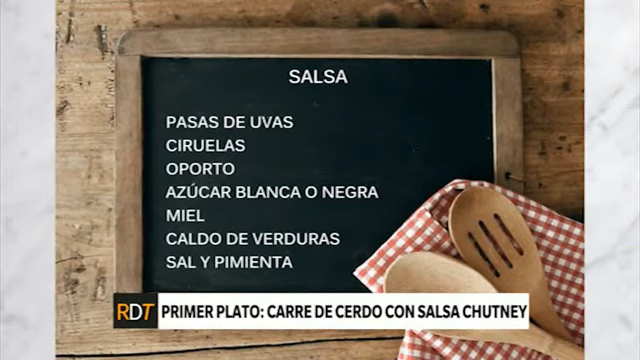 SALSA
PASAS DE UVAS
CIRUELAS
OPORTO
AZÚCAR BLANCA O NEGRA
MIEL
CALDO DE VERDURAS
SAL Y PIMIENTA
RDT PRIMER PLATO: CARRE DE CERDO CON SALSA CHUTNEY